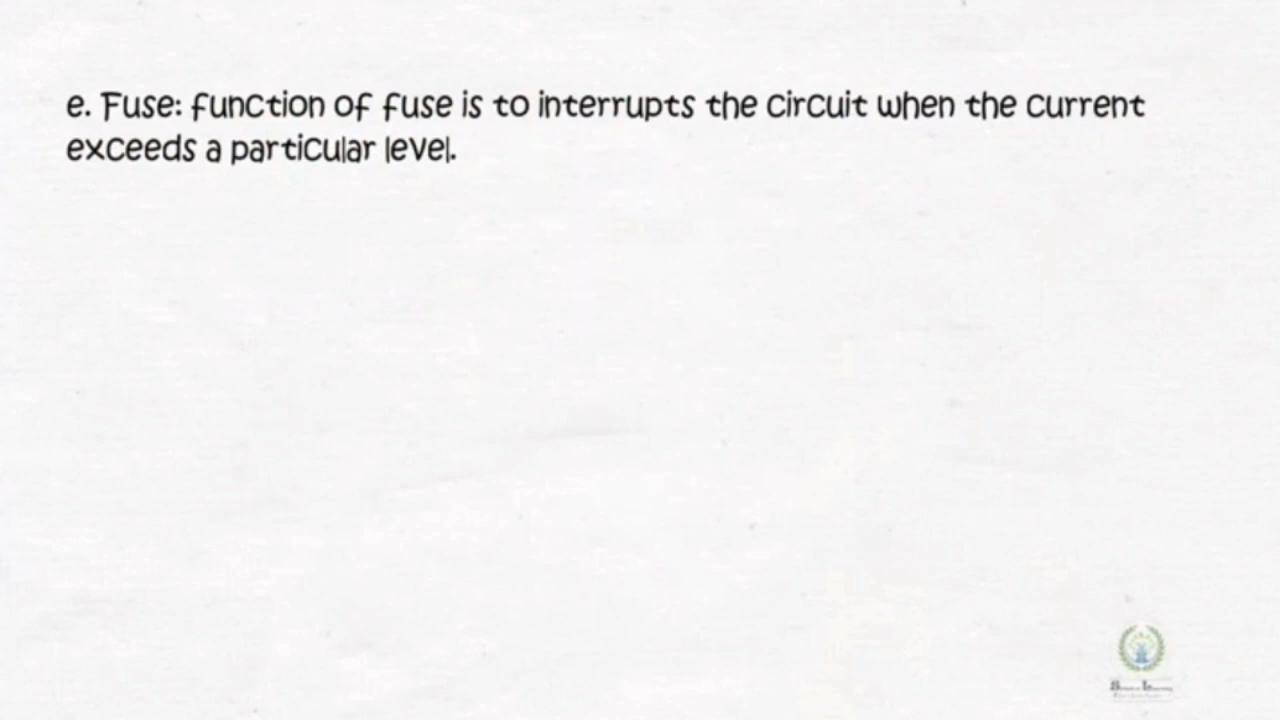 e. Fuse: function of fuse is to interrupts the circuit when the current
exceeds a particular level.